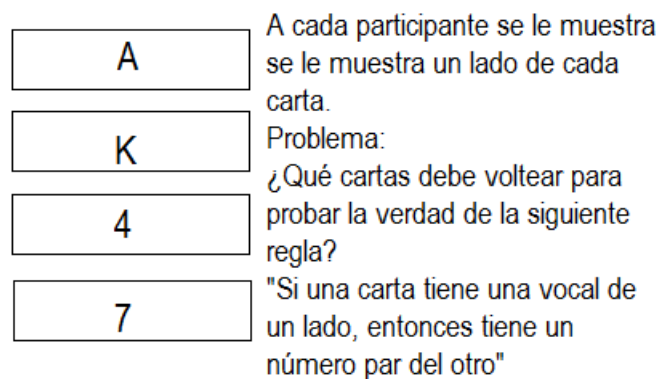 A
K
4
7
A cada participante se le muestra
se le muestra un lado de cada
carta.
Problema:
¿Qué cartas debe voltear para
probar la verdad de la siguiente
regla?
"Si una carta tiene una vocal de
un lado, entonces tiene un
número par del otro"